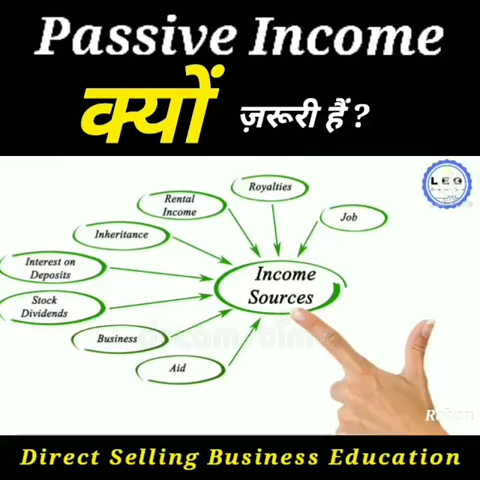 Passive Income
क्यों ज़रूरी हैं ?
LEG
Royalties
Rental
Income
Job
Inheritance
Interest on
Deposits
Income
Sources
Stock
Dividends
Business
Aid
Direct Selling Business Education